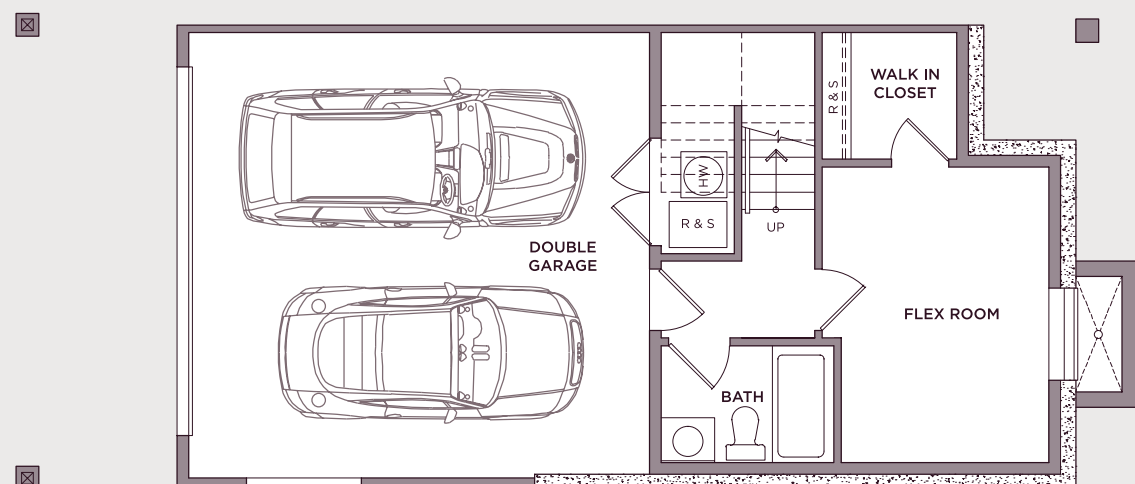 WALK IN
CLOSET
R & S
HW
R & S
UP
DOUBLE
GARAGE
FLEX ROOM
BATH